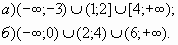 а)(−∞;−3) ∪ (1;2] ∪ [4;+∞);
б)(−∞;0) ∪ (2;4) ∪ (6;+∞).